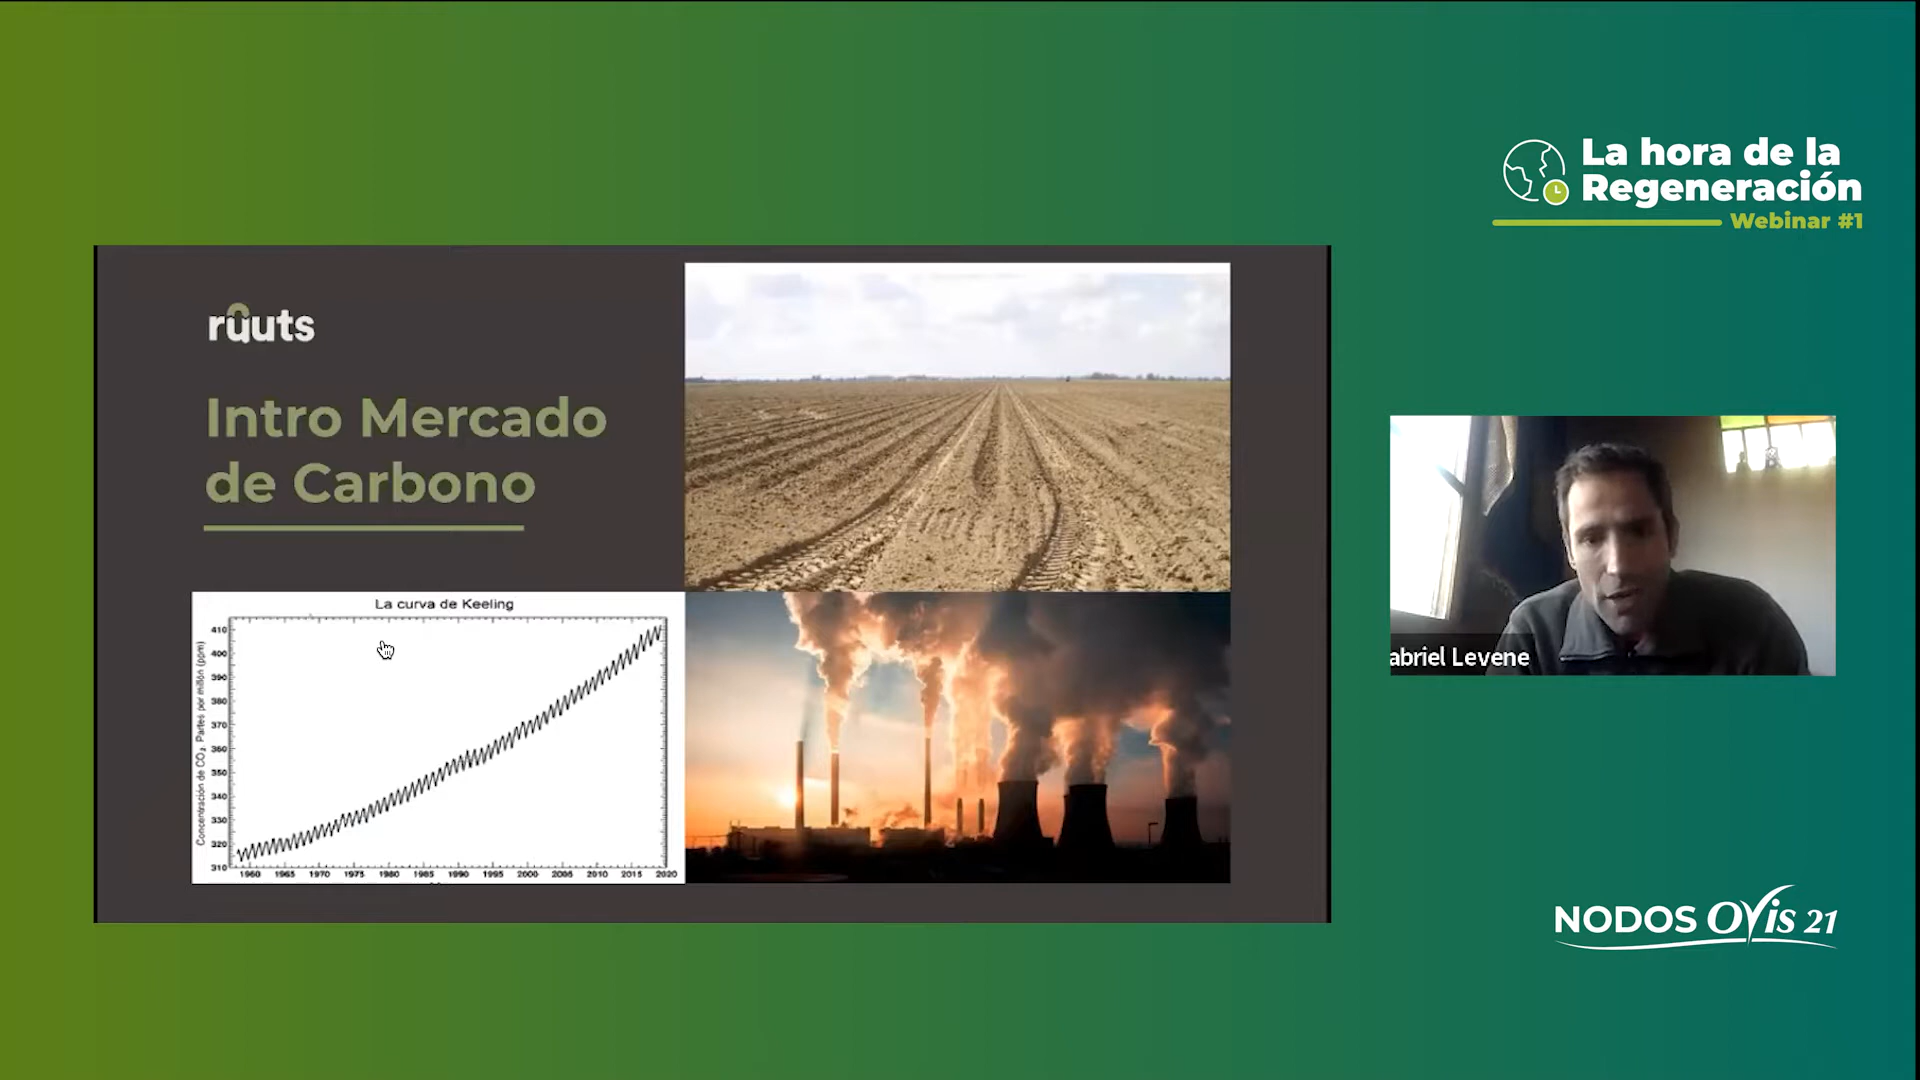 La hora de la
Regeneración
Webinar #1
ruuts
Intro Mercado
de Carbono
La curva de Keeling
Concentración de CO₂. Partes por millón (ppm)
410
400
390
380
370
360
350
340
330
320
310
1960 1965 1970 1975 1980 1985 1990 1995 2000 2005 2010 2015 2020
abriel Levene
NODOS Ovis 21